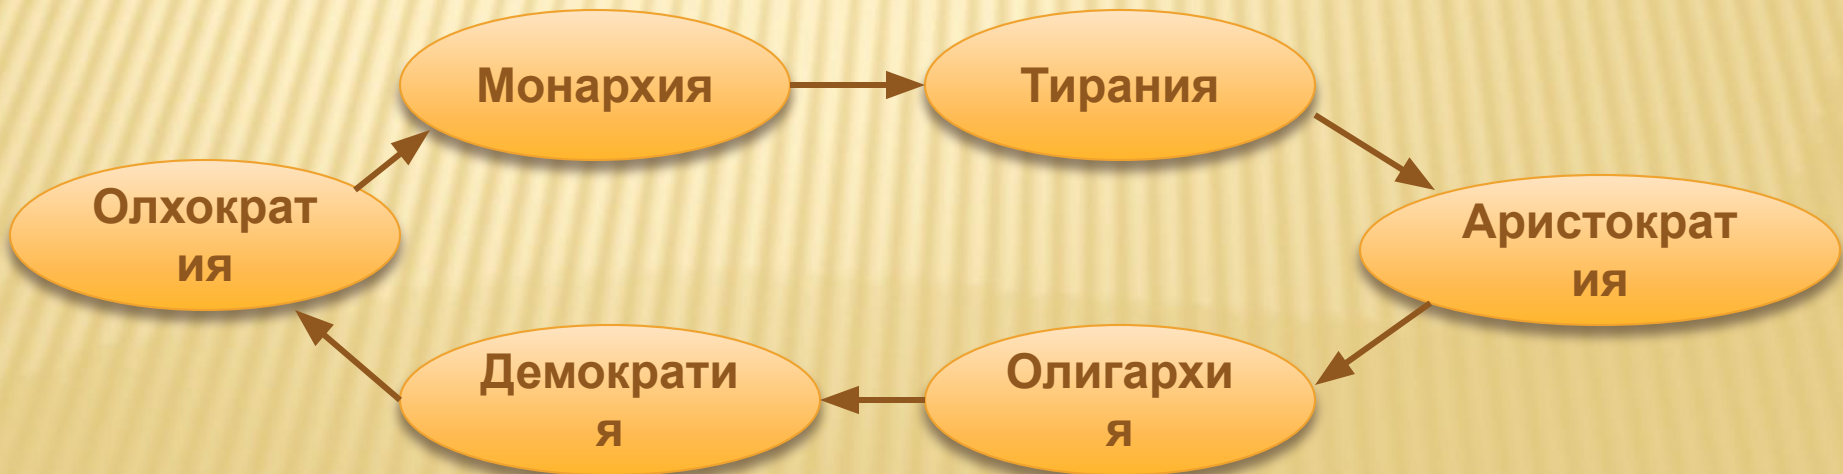 Монархия
Тирания
Олхократ
ия
Аристократ
ия
Демократи
я
Олигархи
я